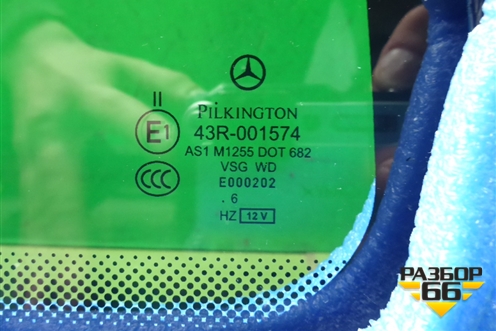 II
PILKINGTON
E1
43R-001574
AS1 M1255 DOT 682
VSG WD
CCC
E000202
. 6
HZ 12 V
РАЗБОР
66